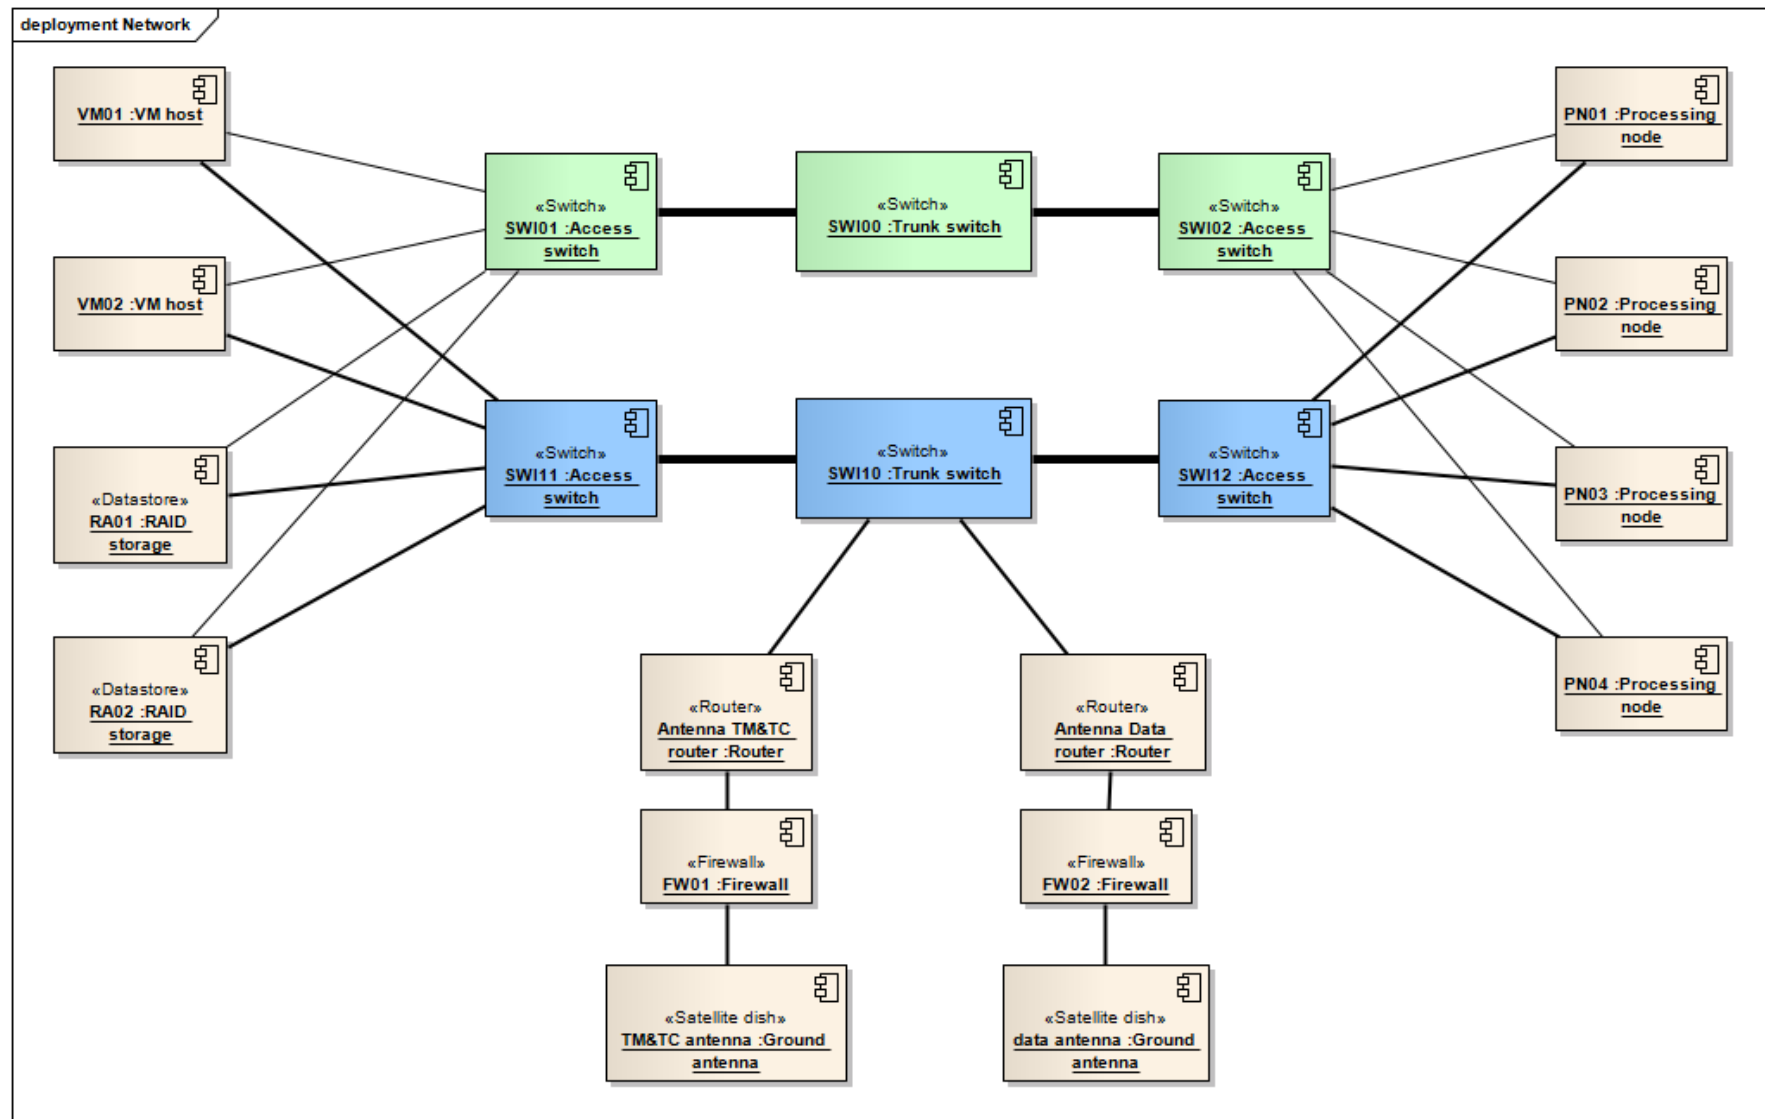 deployment Network
VM01 :VM host
PN01 :Processing
node
«Switch»
SWI01 :Access
switch
«Switch»
SWI00 :Trunk switch
«Switch»
SWI02 :Access
switch
VM02 :VM host
PN02 :Processing
node
«Switch»
SWI11 :Access
switch
«Switch»
SWI10 :Trunk switch
«Switch»
SWI12 :Access
switch
«Datastore»
RA01 :RAID
storage
PN03 :Processing
node
«Datastore»
RA02 :RAID
storage
PN04 :Processing
node
«Router»
Antenna TM&TC
router :Router
«Router»
Antenna Data
router :Router
«Firewall»
FW01 :Firewall
«Firewall»
FW02 :Firewall
«Satellite dish»
TM&TC antenna :Ground
antenna
«Satellite dish»
data antenna :Ground
antenna